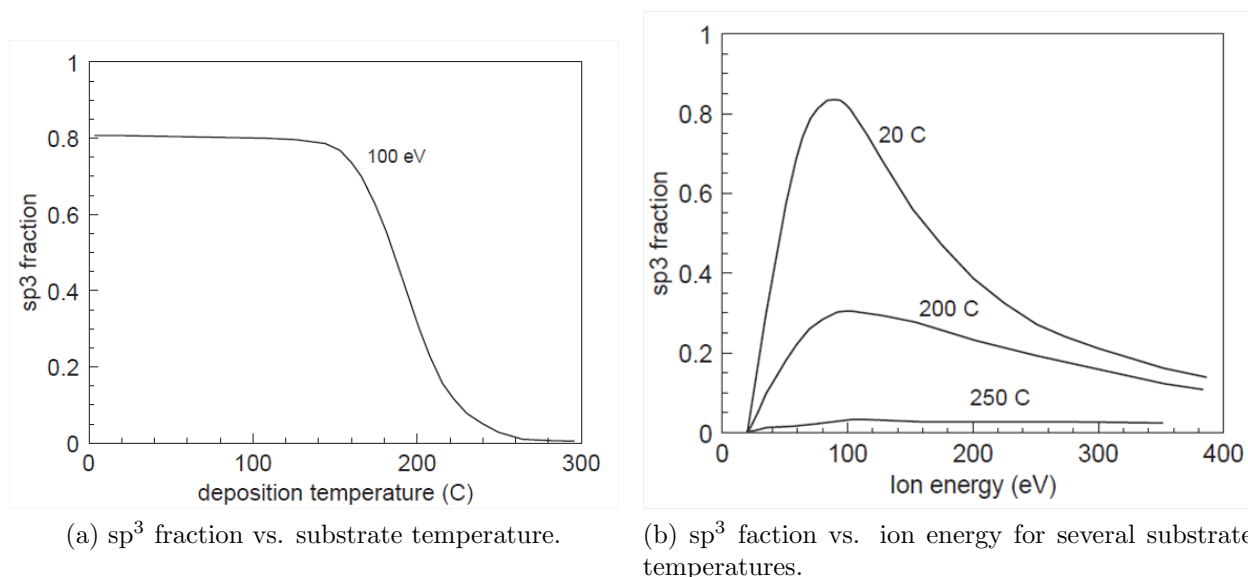 1
0.8
0.6
0.4
0.2
0
sp3 fraction
100 eV
0
100
200
300
deposition temperature (C)
(a) sp³ fraction vs. substrate temperature.
1
0.8
0.6
0.4
0.2
0
sp3 fraction
20 C
200 C
250 C
0
100
200
300
400
Ion energy (eV)
(b) sp³ faction vs. ion energy for several substrate
temperatures.